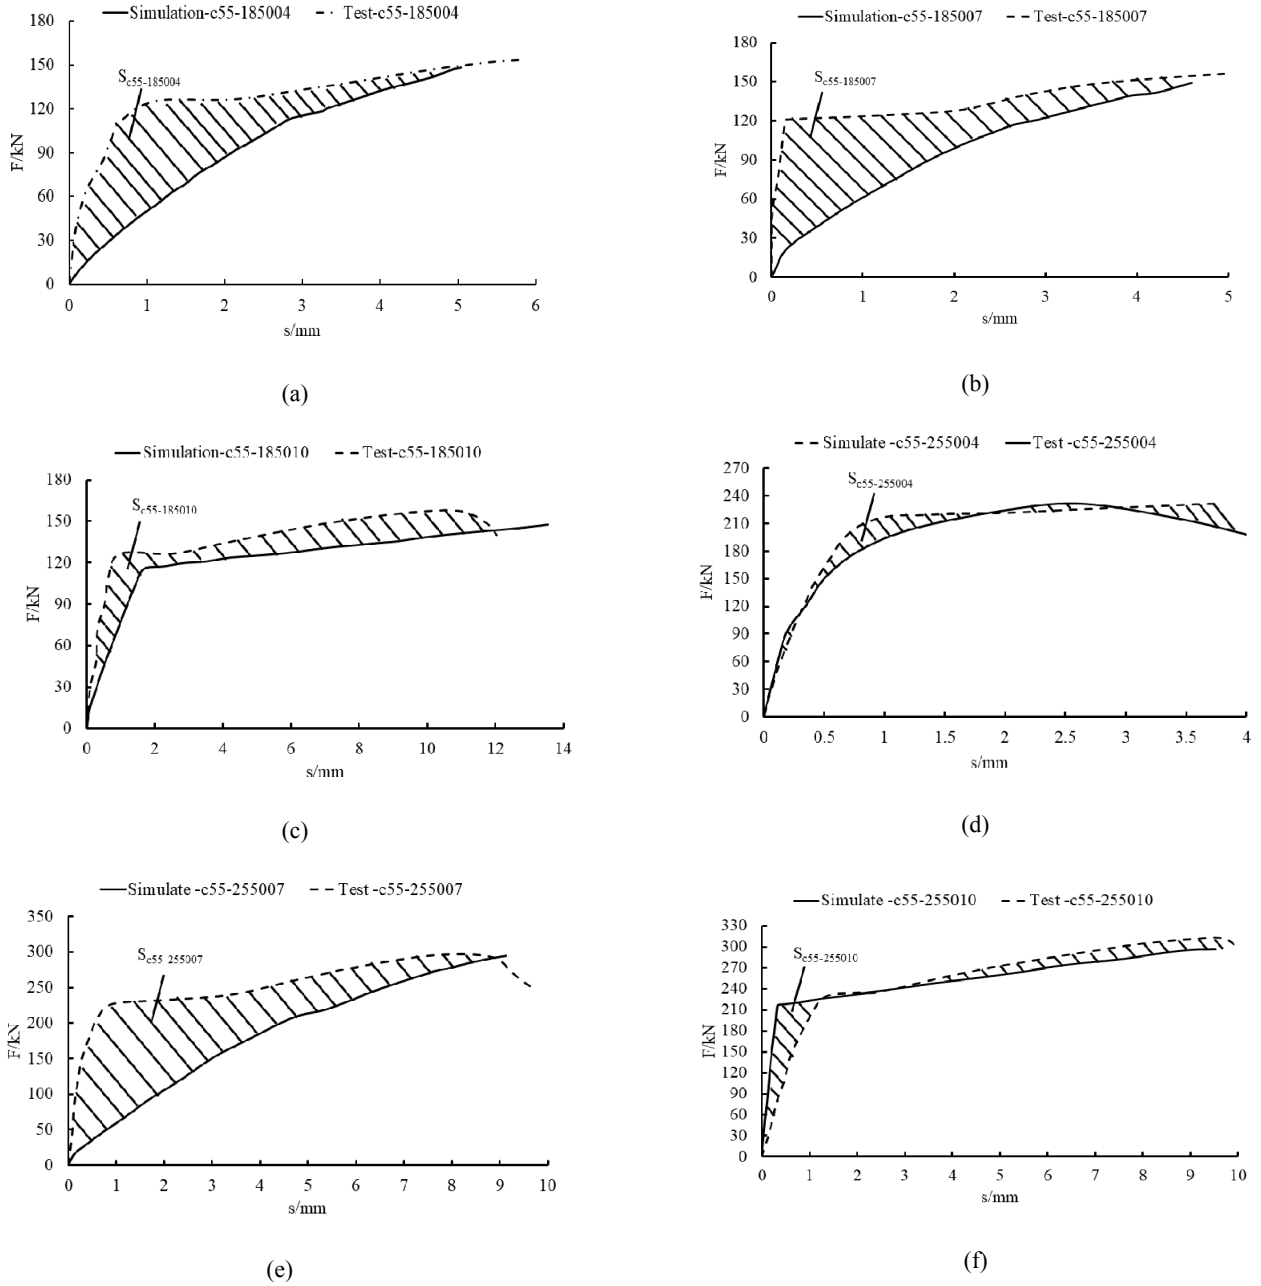 Simulation-c55-185004 Test-c55-185004
180
150
120
90
60
30
0
F/kN
S_c55-185004
0 1 2 3 4 5 6
s/mm
(a)
Simulation-c55-185007 Test-c55-185007
180
150
120
90
60
30
0
F/kN
S_c55-185007
0 1 2 3 4 5
s/mm
(b)
Simulation-c55-185010 Test-c55-185010
180
150
120
90
60
30
0
F/kN
S_c55-185010
0 2 4 6 8 10 12 14
s/mm
(c)
Simulate -c55-255004 Test -c55-255004
270
240
210
180
150
120
90
60
30
0
F/kN
S_c55-255004
0 0.5 1 1.5 2 2.5 3 3.5 4
s/mm
(d)
Simulate -c55-255007 Test -c55-255007
350
300
250
200
150
100
50
0
F/kN
S_c55-255007
0 1 2 3 4 5 6 7 8 9 10
s/mm
(e)
Simulate -c55-255010 Test -c55-255010
330
300
270
240
210
180
150
120
90
60
30
0
F/kN
S_c55-255010
0 1 2 3 4 5 6 7 8 9 10
s/mm
(f)